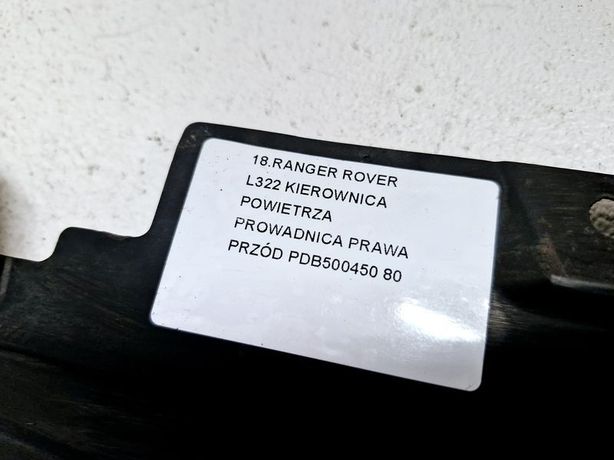 18.RANGER ROVER
L322 KIEROWNICA
POWIETRZA
PROWADNICA PRAWA
PRZÓD PDB500450 80